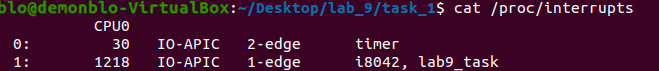 blo@demonblo-VirtualBox:~/Desktop/lab_9/task_1$ cat /proc/interrupts
CPU0
0: 30 IO-APIC 2-edge timer
1: 1218 IO-APIC 1-edge i8042, lab9_task